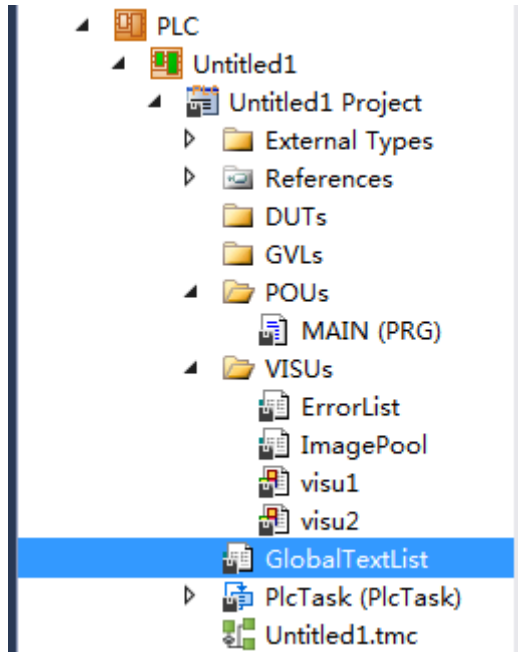 PLC
Untitled1
Untitled1 Project
External Types
References
DUTs
GVLs
POUs
MAIN (PRG)
VISUs
ErrorList
ImagePool
visu1
visu2
GlobalTextList
PlcTask (PlcTask)
Untitled1.tmc